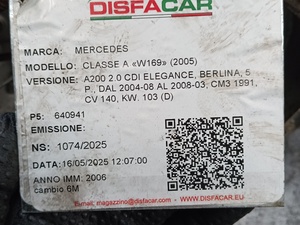 DISFACAR
MARCA: MERCEDES
MODELLO: CLASSE A «W169» (2005)
VERSIONE: A200 2.0 CDI ELEGANCE, BERLINA, 5
P., DAL 2004-08 AL 2008-03, CM3 1991,
CV 140, KW. 103 (D)
P5: 640941
EMISSIONE:
NS: 1074/2025
DATA: 16/05/2025 12:07:00
ANNO IMM: 2006
cambio 6M
E-mail: magazzino@disfacar.it
WWW.DISFACAR.EU